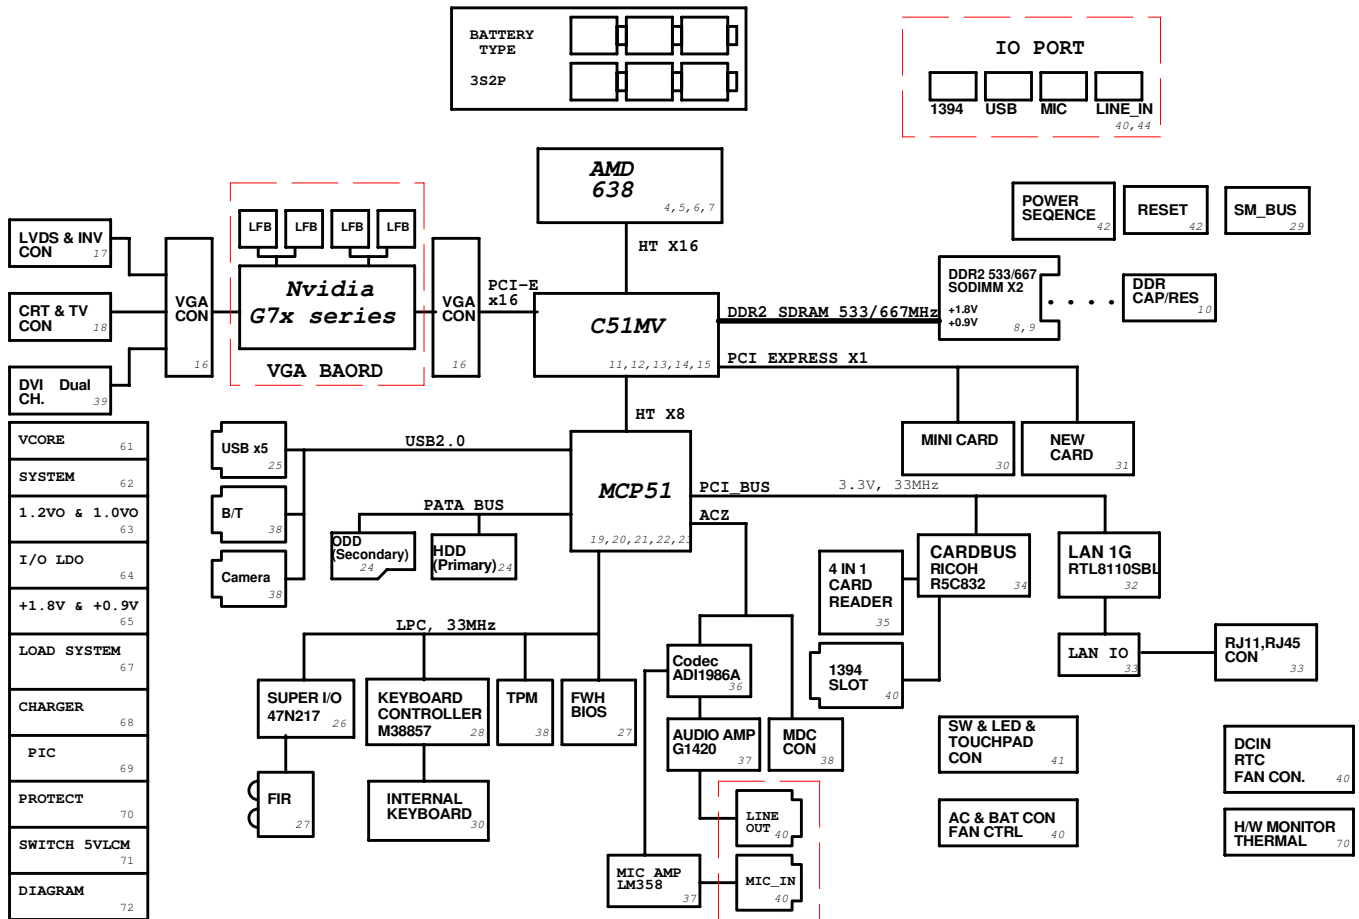 BATTERY
TYPE
3S2P
IO PORT
1394
USB
MIC
LINE_IN
40,44
AMD
638
4,5,6,7
HT X16
POWER
SEQENCE
42
RESET
42
SM_BUS
29
LVDS & INV
CON
17
CRT & TV
CON
18
DVI Dual
CH.
39
VGA
CON
16
LFB
LFB
LFB
LFB
Nvidia
G7x series
VGA BAORD
VGA
CON
16
PCI-E
x16
C51MV
11,12,13,14,15
DDR2 SDRAM 533/667MHz
DDR2 533/667
SODIMM X2
+1.8V
+0.9V
8,9
DDR
CAP/RES
10
PCI EXPRESS X1
HT X8
MINI CARD
30
NEW
CARD
31
VCORE
61
SYSTEM
62
1.2VO & 1.0VO
63
I/O LDO
64
+1.8V & +0.9V
65
LOAD SYSTEM
67
CHARGER
68
PIC
69
PROTECT
70
SWITCH 5VLCM
71
DIAGRAM
72
USB x5
25
B/T
38
Camera
38
USB2.0
PATA BUS
ODD
(Secondary)
24
HDD
(Primary)
24
MCP51
19,20,21,22,23
PCI_BUS
3.3V, 33MHz
ACZ
CARDBUS
RICOH
R5C832
34
LAN 1G
RTL8110SBL
32
4 IN 1
CARD
READER
35
1394
SLOT
40
LAN IO
33
RJ11,RJ45
CON
33
LPC, 33MHz
SUPER I/O
47N217
26
KEYBOARD
CONTROLLER
M38857
28
TPM
38
FWH
BIOS
27
FIR
27
INTERNAL
KEYBOARD
30
Codec
ADI1986A
36
AUDIO AMP
G1420
37
MDC
CON
38
LINE
OUT
40
MIC AMP
LM358
37
MIC_IN
40
SW & LED &
TOUCHPAD
CON
41
AC & BAT CON
FAN CTRL
40
DCIN
RTC
FAN CON.
40
H/W MONITOR
THERMAL
70